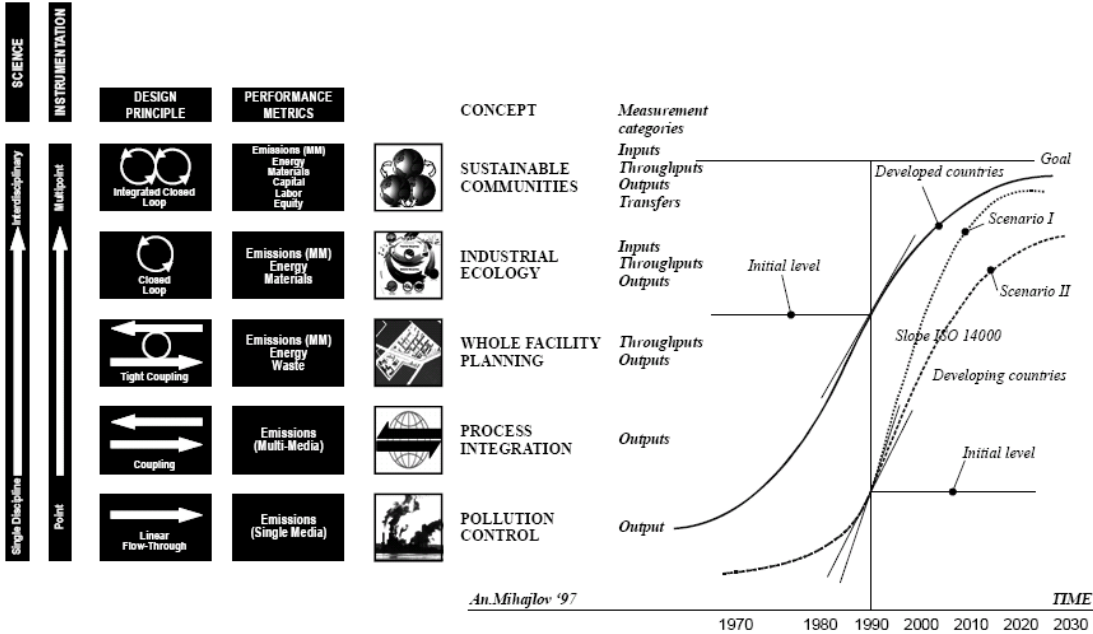 SCIENCE
INSTRUMENTATION
DESIGN
PRINCIPLE
PERFORMANCE
METRICS
CONCEPT
Measurement
categories
Interdisciplinary
Multipoint
Single Discipline
Point
Integrated Closed
Loop
Emissions (MM)
Energy
Materials
Capital
Labor
Equity
SUSTAINABLE
COMMUNITIES
Inputs
Throughputs
Outputs
Transfers
Closed
Loop
Emissions (MM)
Energy
Materials
INDUSTRIAL
ECOLOGY
Inputs
Throughputs
Outputs
Tight Coupling
Emissions (MM)
Energy
Waste
WHOLE FACILITY
PLANNING
Throughputs
Outputs
Coupling
Emissions
(Multi-Media)
PROCESS
INTEGRATION
Outputs
Linear
Flow-Through
Emissions
(Single Media)
POLLUTION
CONTROL
Output
Goal
Developed countries
Scenario I
Initial level
Scenario II
Slope ISO 14000
Developing countries
Initial level
An.Mihajlov ‘97
TIME
1970 1980 1990 2000 2010 2020 2030